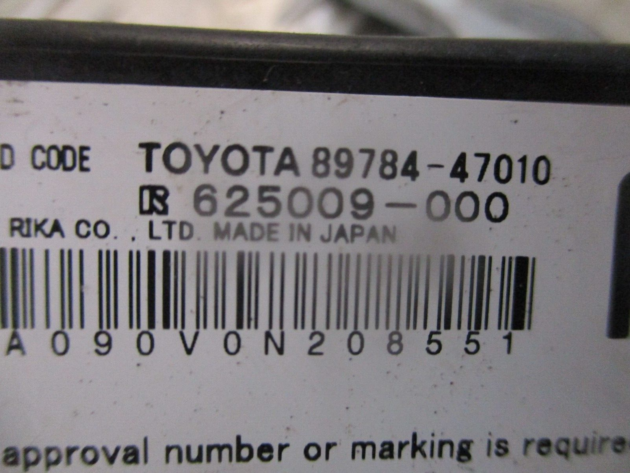 D CODE TOYOTA 89784-47010
625009-000
RIKA CO., LTD. MADE IN JAPAN
A090V0N208551
approval number or marking is require